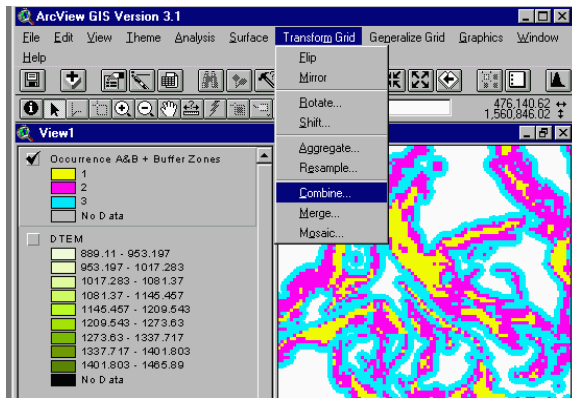 ArcView GIS Version 3.1
File Edit View Theme Analysis Surface Transform Grid Generalize Grid Graphics Window
Help
Flip
Mirror
Rotate...
Shift...
Aggregate...
Resample...
Combine...
Merge...
Mosaic...
476,140.62
1,560,846.02
View1
Occurrence A&B + Buffer Zones
1
2
3
No Data
DTEM
889.11 - 953.197
953.197 - 1017.283
1017.283 - 1081.37
1081.37 - 1145.457
1145.457 - 1209.543
1209.543 - 1273.63
1273.63 - 1337.717
1337.717 - 1401.803
1401.803 - 1465.89
No Data